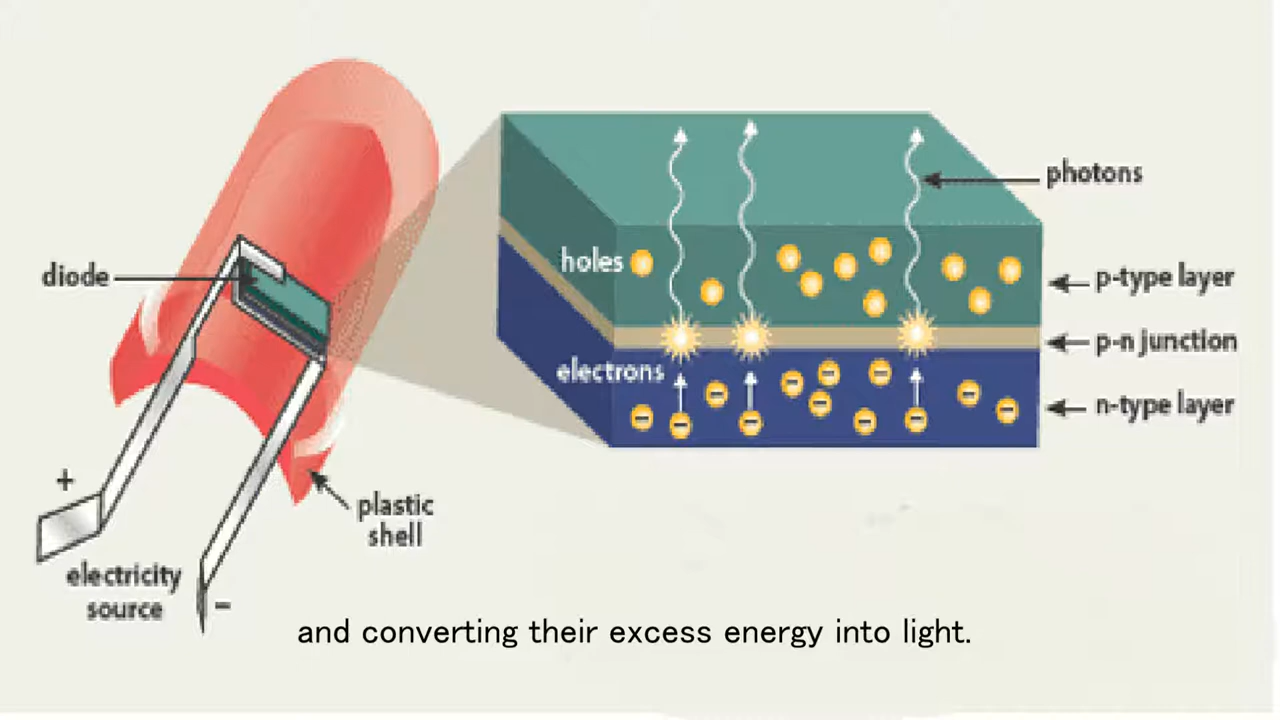 photons
holes
diode
p-type layer
p-n junction
electrons
n-type layer
+
plastic
shell
electricity
source
–
and converting their excess energy into light.